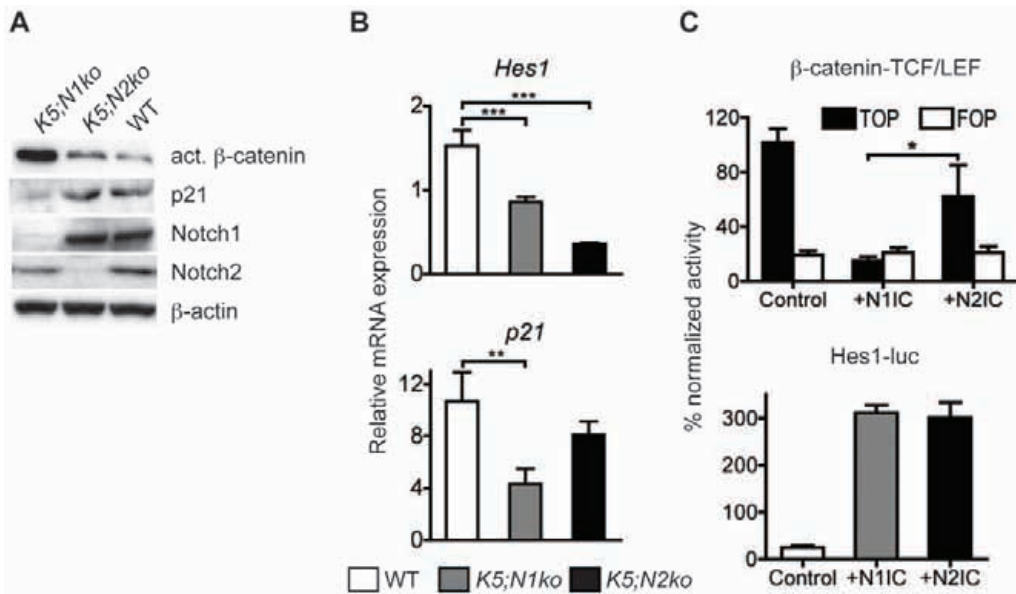 A
K5;N1ko
K5;N2ko
WT
act. β-catenin
p21
Notch1
Notch2
β-actin
B
Hes1
***
***
2
1
0
Relative mRNA expression
p21
**
12
8
4
0
WT
K5;N1ko
K5;N2ko
C
β-catenin-TCF/LEF
TOP
FOP
*
120
80
40
0
Control
+N1IC
+N2IC
% normalized activity
Hes1-luc
300
200
100
0
Control
+N1IC
+N2IC